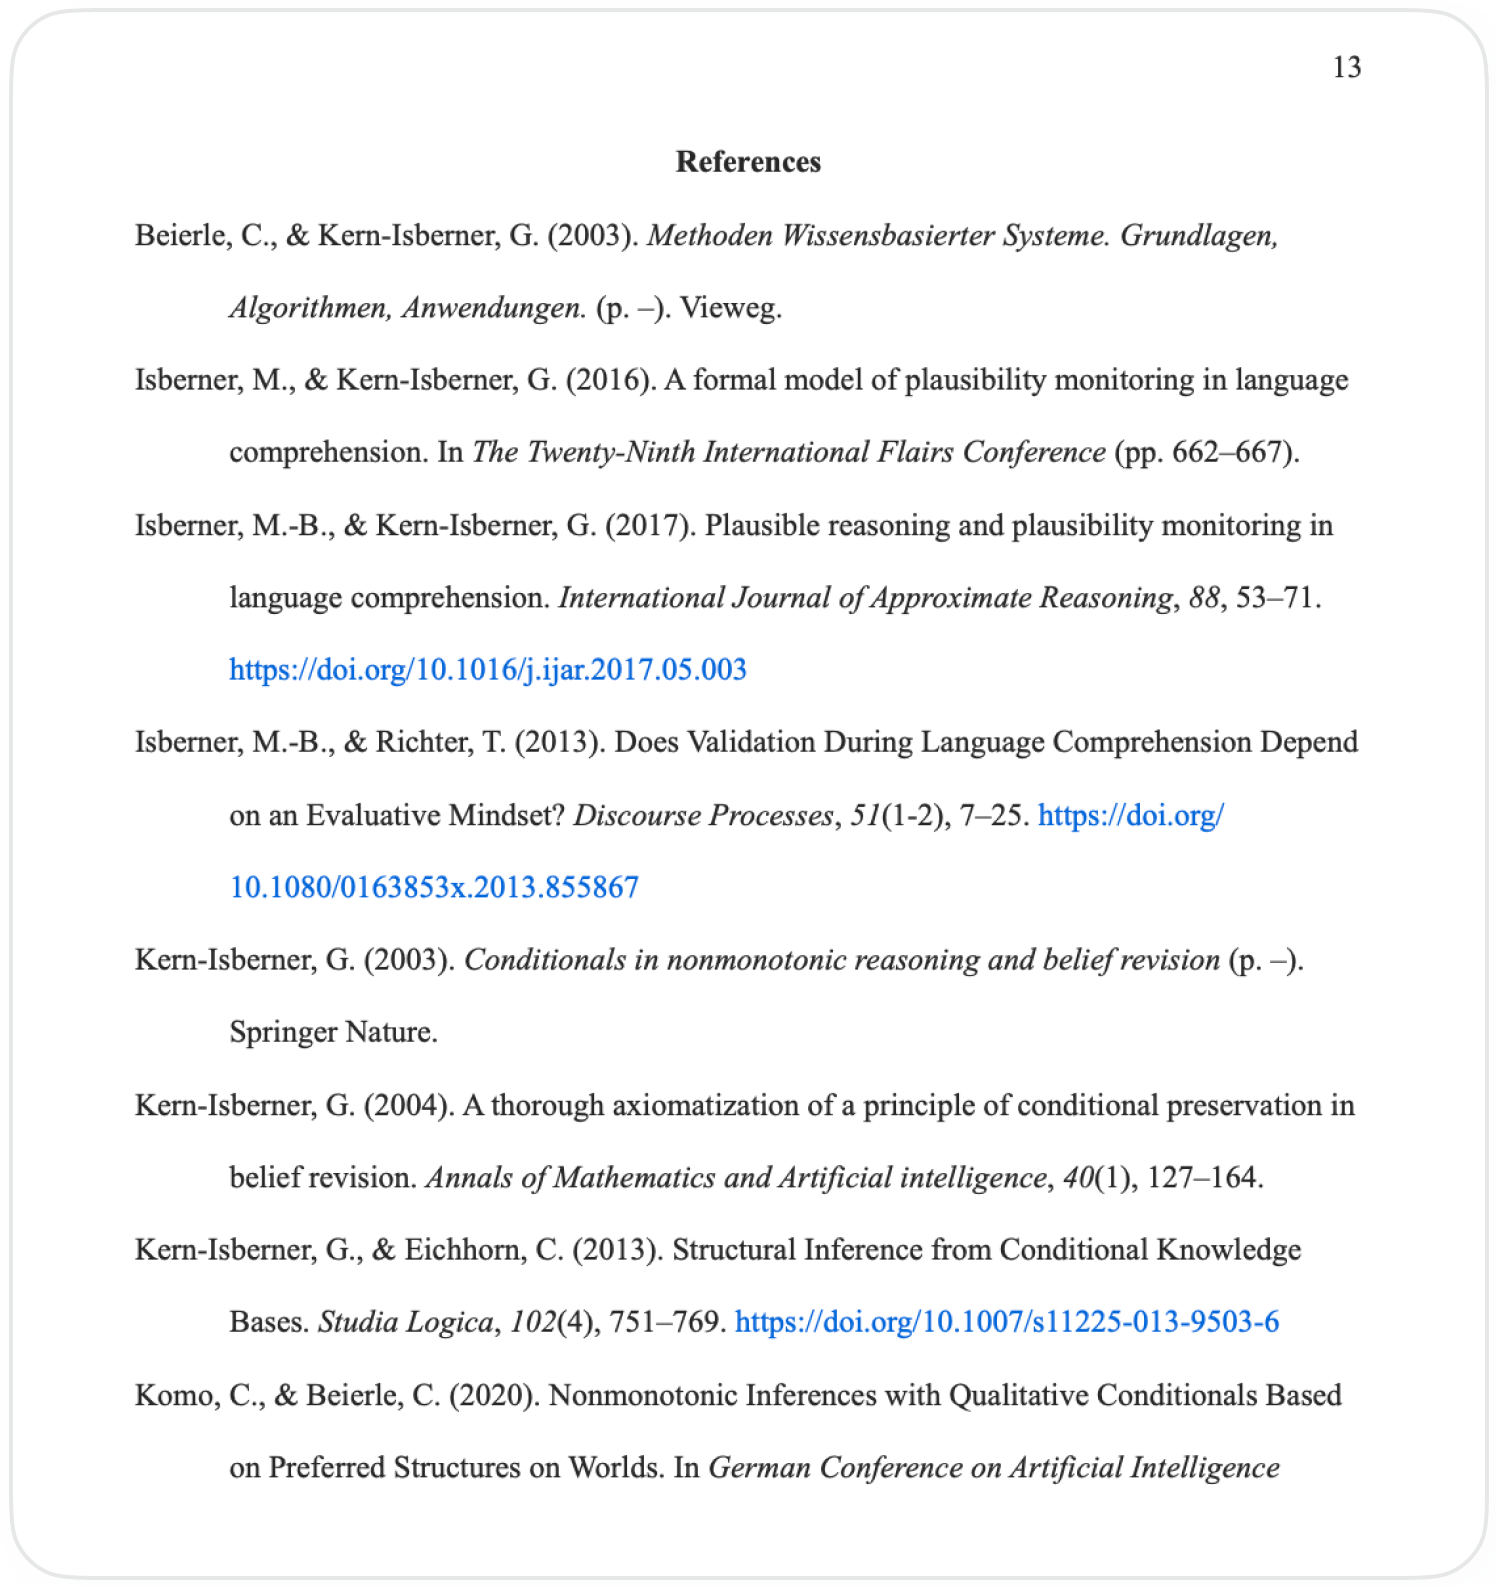 13
References
Beierle, C., & Kern-Isberner, G. (2003). Methoden Wissensbasierter Systeme. Grundlagen,
Algorithmen, Anwendungen. (p. –). Vieweg.
Isberner, M., & Kern-Isberner, G. (2016). A formal model of plausibility monitoring in language
comprehension. In The Twenty-Ninth International Flairs Conference (pp. 662–667).
Isberner, M.-B., & Kern-Isberner, G. (2017). Plausible reasoning and plausibility monitoring in
language comprehension. International Journal of Approximate Reasoning, 88, 53–71.
https://doi.org/10.1016/j.ijar.2017.05.003
Isberner, M.-B., & Richter, T. (2013). Does Validation During Language Comprehension Depend
on an Evaluative Mindset? Discourse Processes, 51(1-2), 7–25. https://doi.org/
10.1080/0163853x.2013.855867
Kern-Isberner, G. (2003). Conditionals in nonmonotonic reasoning and belief revision (p. –).
Springer Nature.
Kern-Isberner, G. (2004). A thorough axiomatization of a principle of conditional preservation in
belief revision. Annals of Mathematics and Artificial intelligence, 40(1), 127–164.
Kern-Isberner, G., & Eichhorn, C. (2013). Structural Inference from Conditional Knowledge
Bases. Studia Logica, 102(4), 751–769. https://doi.org/10.1007/s11225-013-9503-6
Komo, C., & Beierle, C. (2020). Nonmonotonic Inferences with Qualitative Conditionals Based
on Preferred Structures on Worlds. In German Conference on Artificial Intelligence